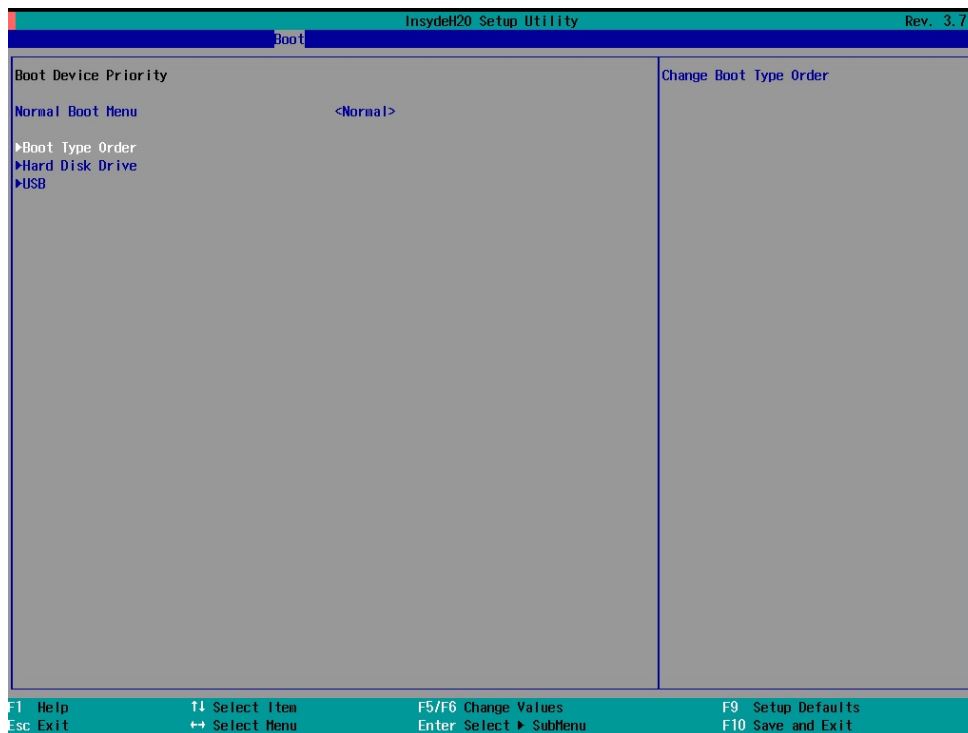 InsydeH20 Setup Utility Rev. 3.7
Boot
Boot Device Priority
Change Boot Type Order
Normal Boot Menu <Normal>
▶Boot Type Order
▶Hard Disk Drive
▶USB
F1 Help ↑↓ Select Item F5/F6 Change Values F9 Setup Defaults
Esc Exit ↔ Select Menu Enter Select ▶ SubMenu F10 Save and Exit